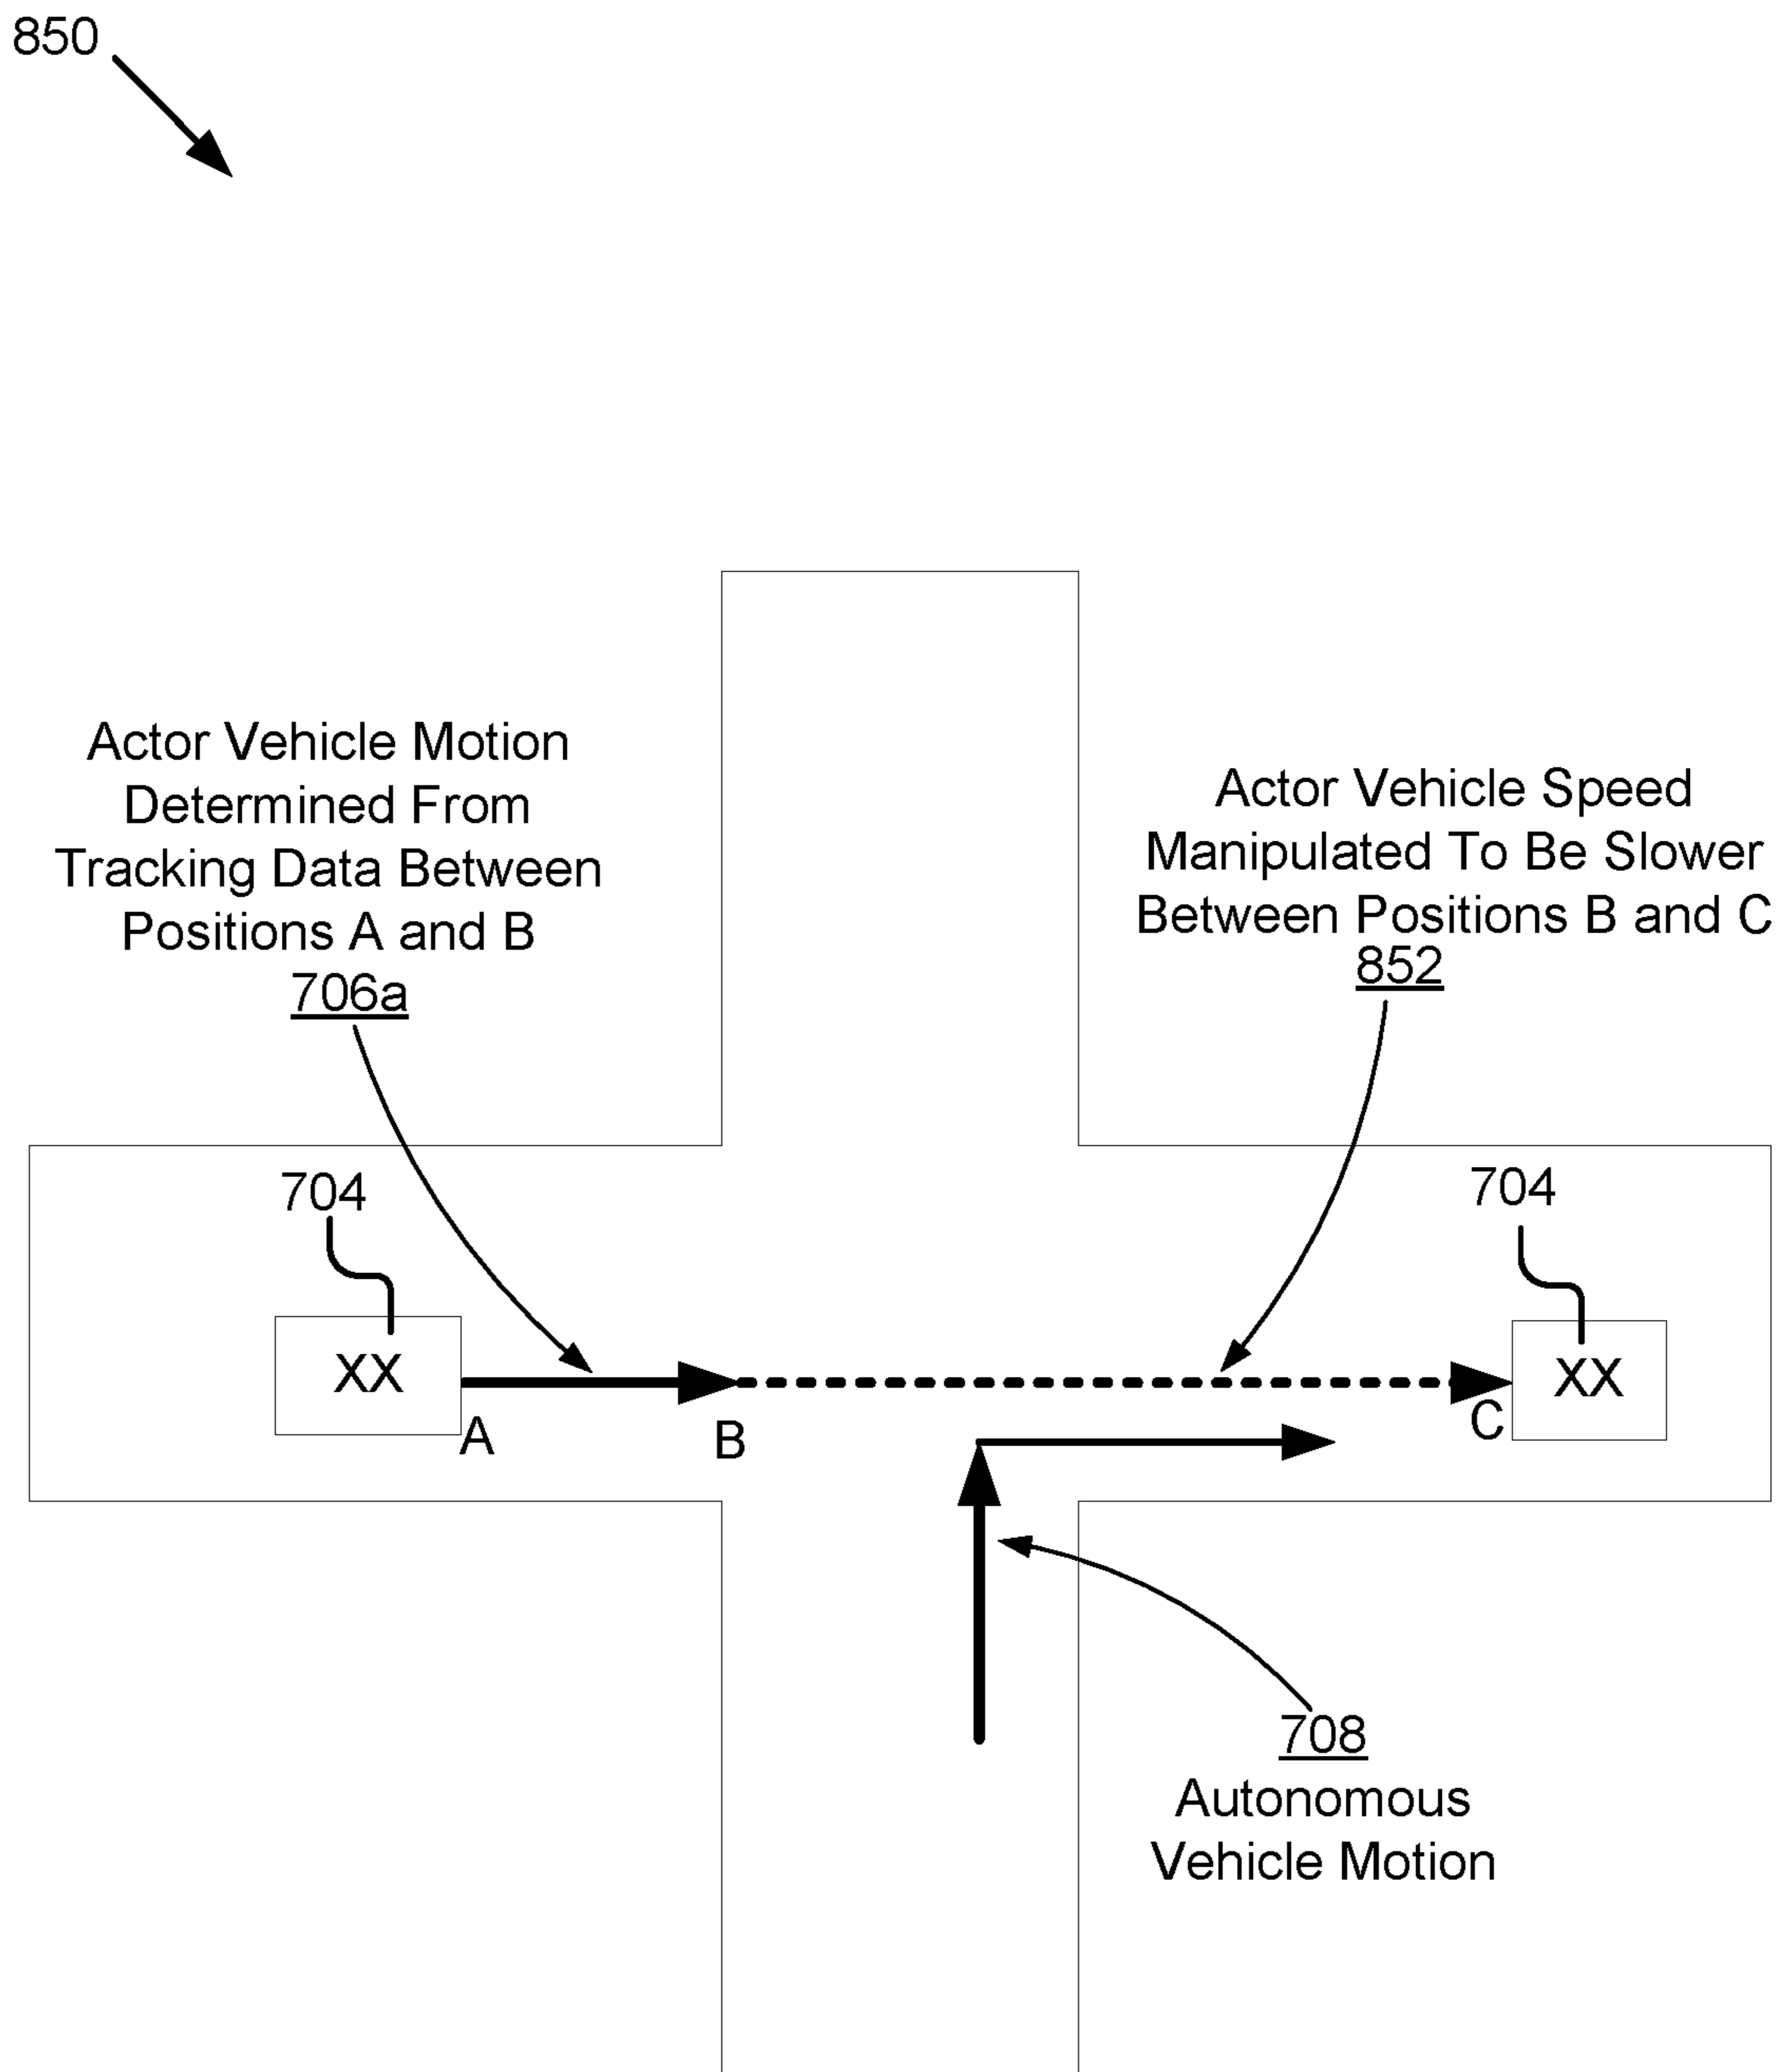 850
Actor Vehicle Motion
Determined From
Tracking Data Between
Positions A and B
706a
Actor Vehicle Speed
Manipulated To Be Slower
Between Positions B and C
852
704
704
XX
XX
A
B
C
708
Autonomous
Vehicle Motion